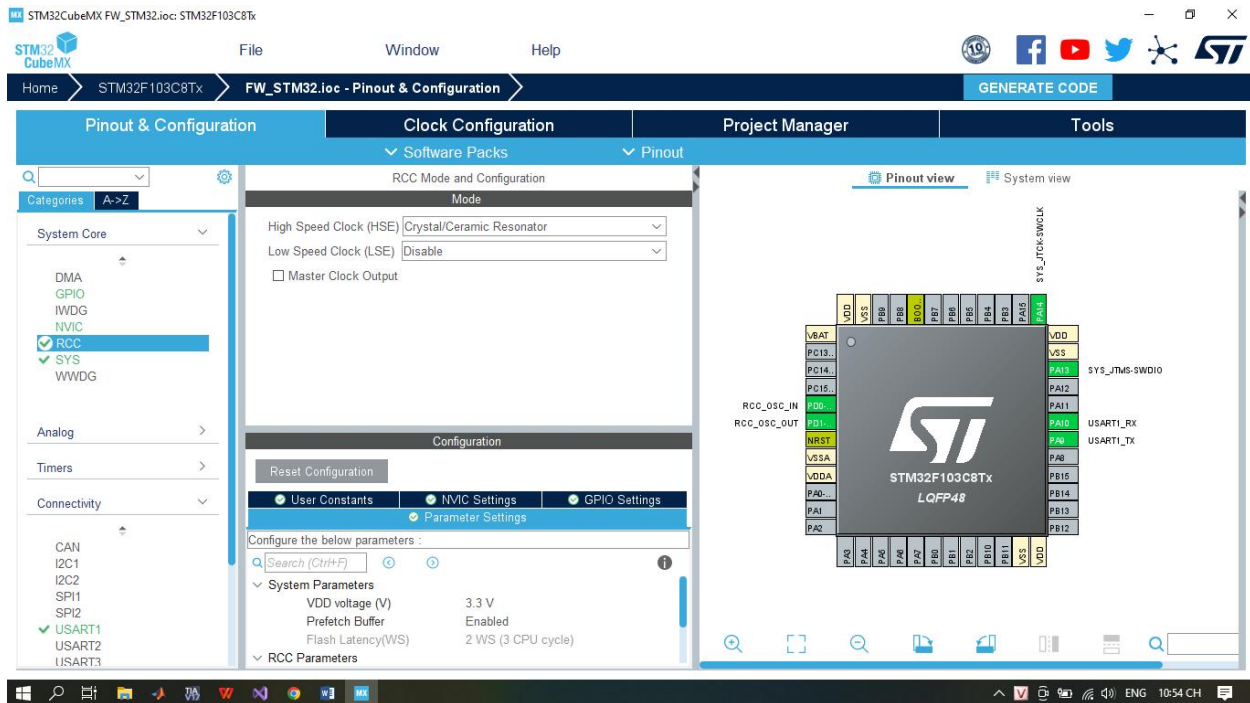 MX STM32CubeMX FW_STM32.ioc: STM32F103C8Tx
STM32 CubeMX File Window Help
Home STM32F103C8Tx FW_STM32.ioc - Pinout & Configuration GENERATE CODE
Pinout & Configuration Clock Configuration Project Manager Tools
Software Packs Pinout
Categories A->Z
System Core
DMA
GPIO
IWDG
NVIC
RCC
SYS
WWDG
Analog
Timers
Connectivity
CAN
I2C1
I2C2
SPI1
SPI2
USART1
USART2
USART3
RCC Mode and Configuration
Mode
High Speed Clock (HSE) Crystal/Ceramic Resonator
Low Speed Clock (LSE) Disable
Master Clock Output
Configuration
Reset Configuration
User Constants NVIC Settings GPIO Settings
Parameter Settings
Configure the below parameters :
Search (Ctrl+F)
System Parameters
VDD voltage (V) 3.3 V
Prefetch Buffer Enabled
Flash Latency(WS) 2 WS (3 CPU cycle)
RCC Parameters
Pinout view System view
SYS_JTCK-SWCLK
VDD VSS PB9 PB8 BOO.. PB7 PB6 PB5 PB4 PB3 PA15 PA14
VBAT
PC13..
PC14..
PC15..
RCC_OSC_IN PD0-..
RCC_OSC_OUT PD1-..
NRST
VSSA
VDDA
PA0-..
PA1
PA2
STM32F103C8Tx
LQFP48
VDD
VSS
PA13 SYS_JTMS-SWDIO
PA12
PA11
PA10 USART1_RX
PA9 USART1_TX
PA8
PB15
PB14
PB13
PB12
PA3 PA4 PA5 PA6 PA7 PB0 PB1 PB2 PB10 PB11 VSS VDD
ENG 10:54 CH